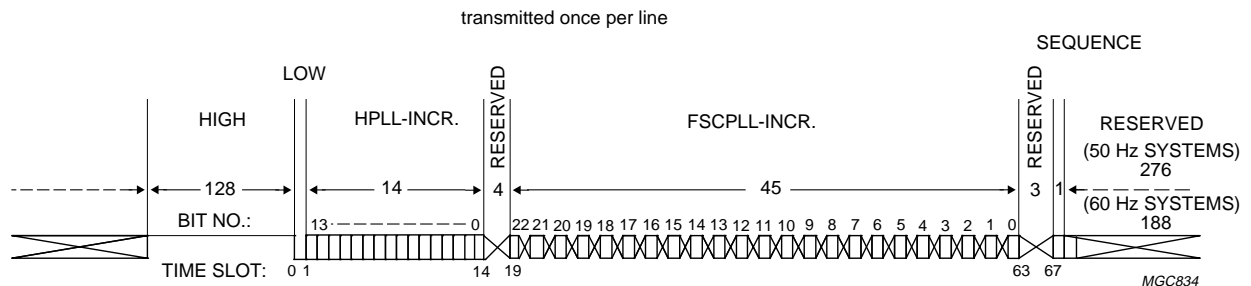 transmitted once per line
SEQUENCE
LOW
RESERVED
RESERVED
HIGH
HPLL-INCR.
FSCPLL-INCR.
RESERVED
(50 Hz SYSTEMS)
276
128
14
4
45
3
1
(60 Hz SYSTEMS)
188
BIT NO.:
13
0
22 21 20 19 18 17 16 15 14 13 12 11 10 9 8 7 6 5 4 3 2 1 0
TIME SLOT:
0 1
14
19
63
67
MGC834